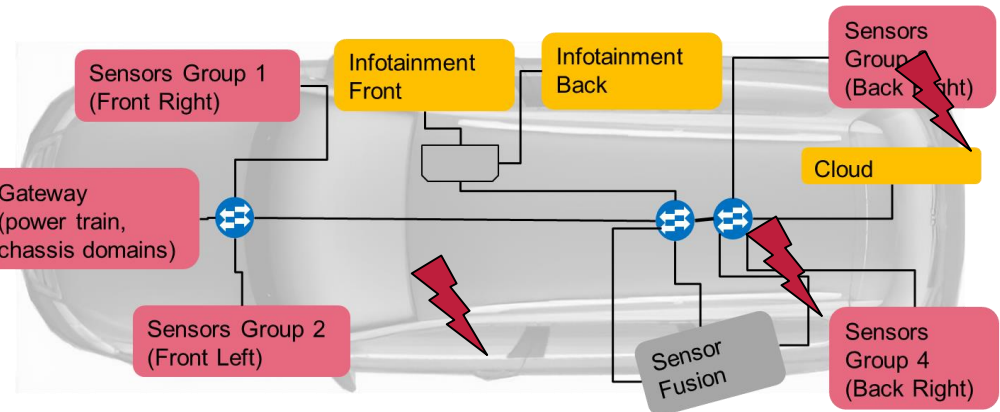 Sensors Group 1
(Front Right)
Infotainment
Front
Infotainment
Back
Sensors
Group
(Back
Cloud
Gateway
(power train,
chassis domains)
Sensors Group 2
(Front Left)
Sensor
Fusion
Sensors
Group 4
(Back Right)